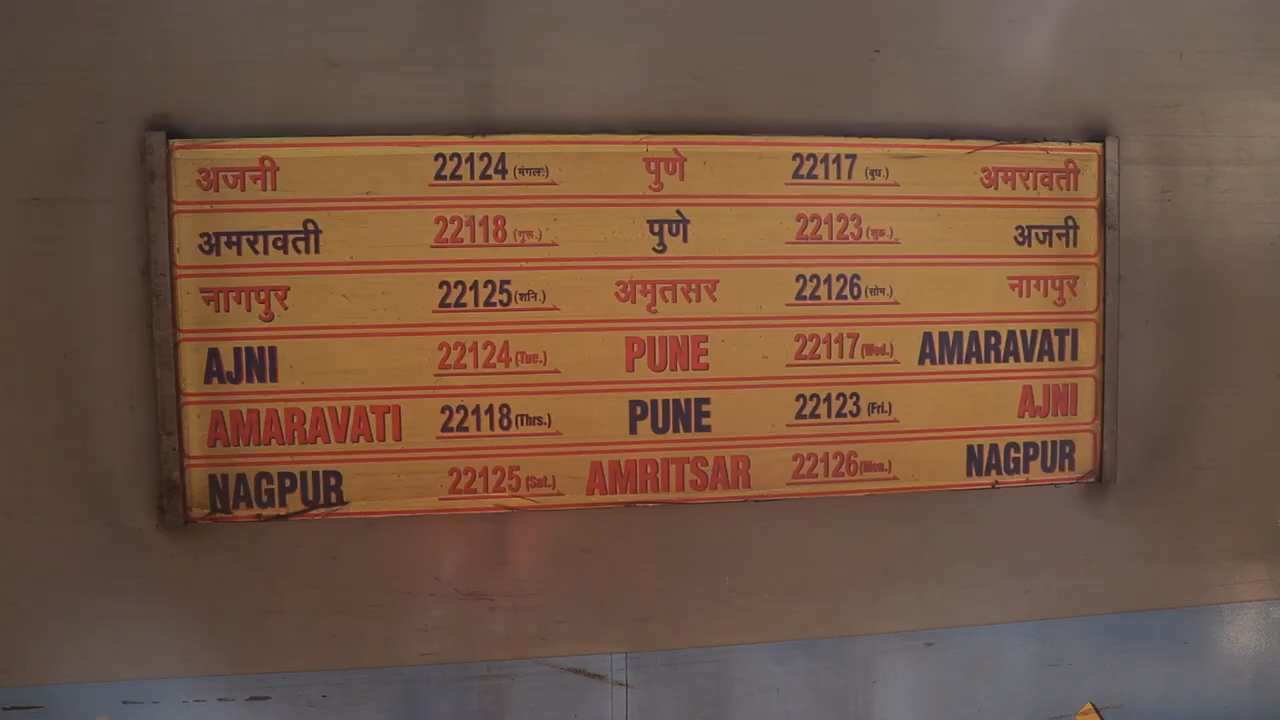 अजनी 22124 (मंगल.) पुणे 22117 (बुध.) अमरावती
अमरावती 22118 (गुरू.) पुणे 22123 (शुक्र.) अजनी
नागपुर 22125 (शनि.) अमृतसर 22126 (सोम.) नागपुर
AJNI 22124 (Tue.) PUNE 22117 (Wed.) AMARAVATI
AMARAVATI 22118 (Thrs.) PUNE 22123 (Fri.) AJNI
NAGPUR 22125 (Sat.) AMRITSAR 22126 (Mon.) NAGPUR